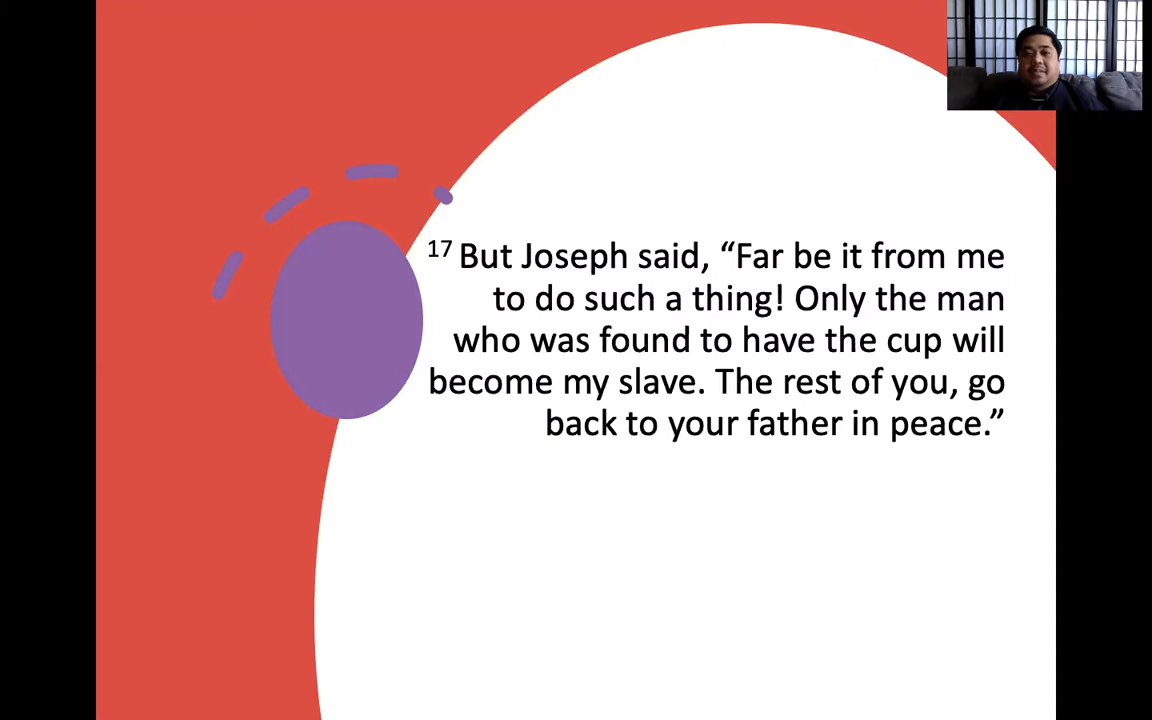 17 But Joseph said, “Far be it from me
to do such a thing! Only the man
who was found to have the cup will
become my slave. The rest of you, go
back to your father in peace.”